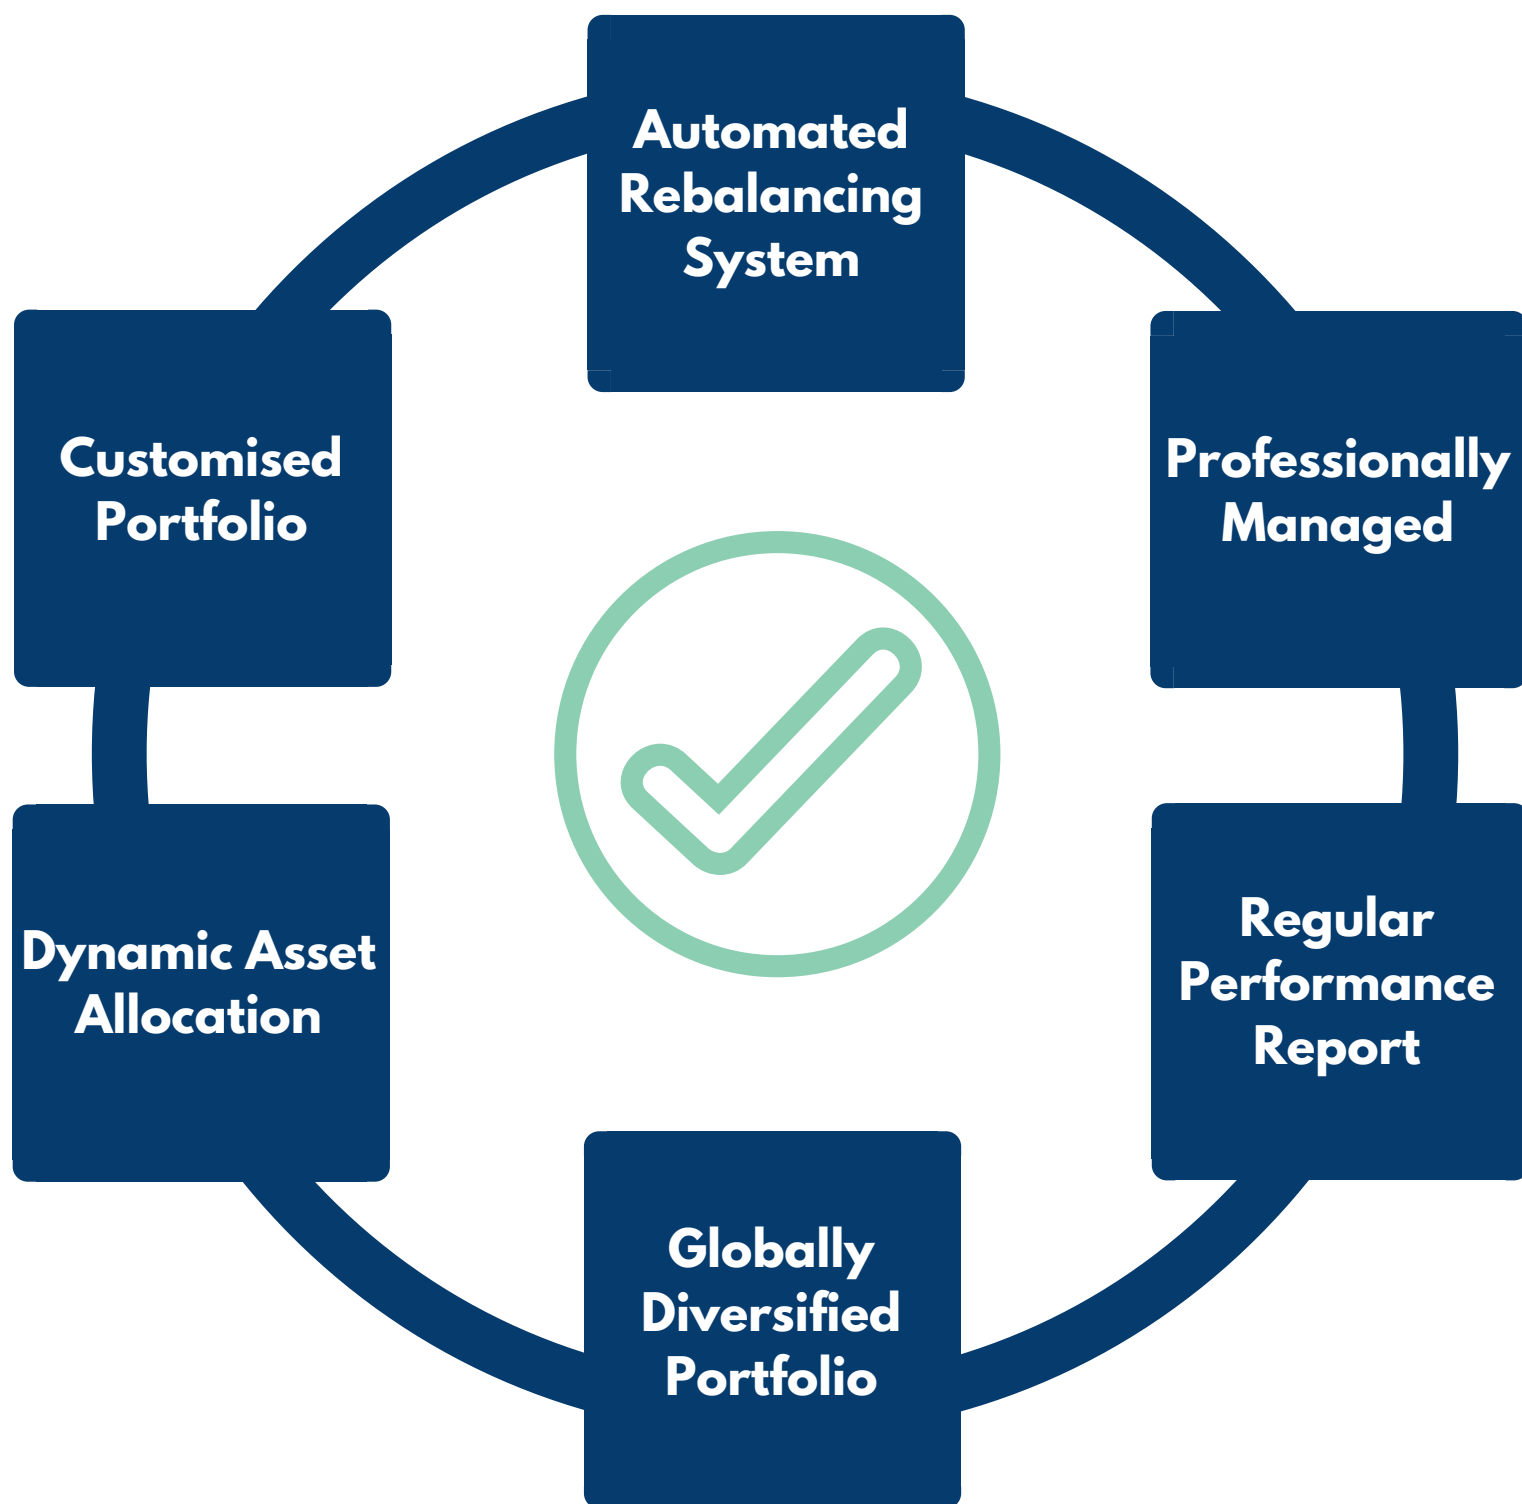 Automated
Rebalancing
System
Customised
Portfolio
Professionally
Managed
Dynamic Asset
Allocation
Regular
Performance
Report
Globally
Diversified
Portfolio